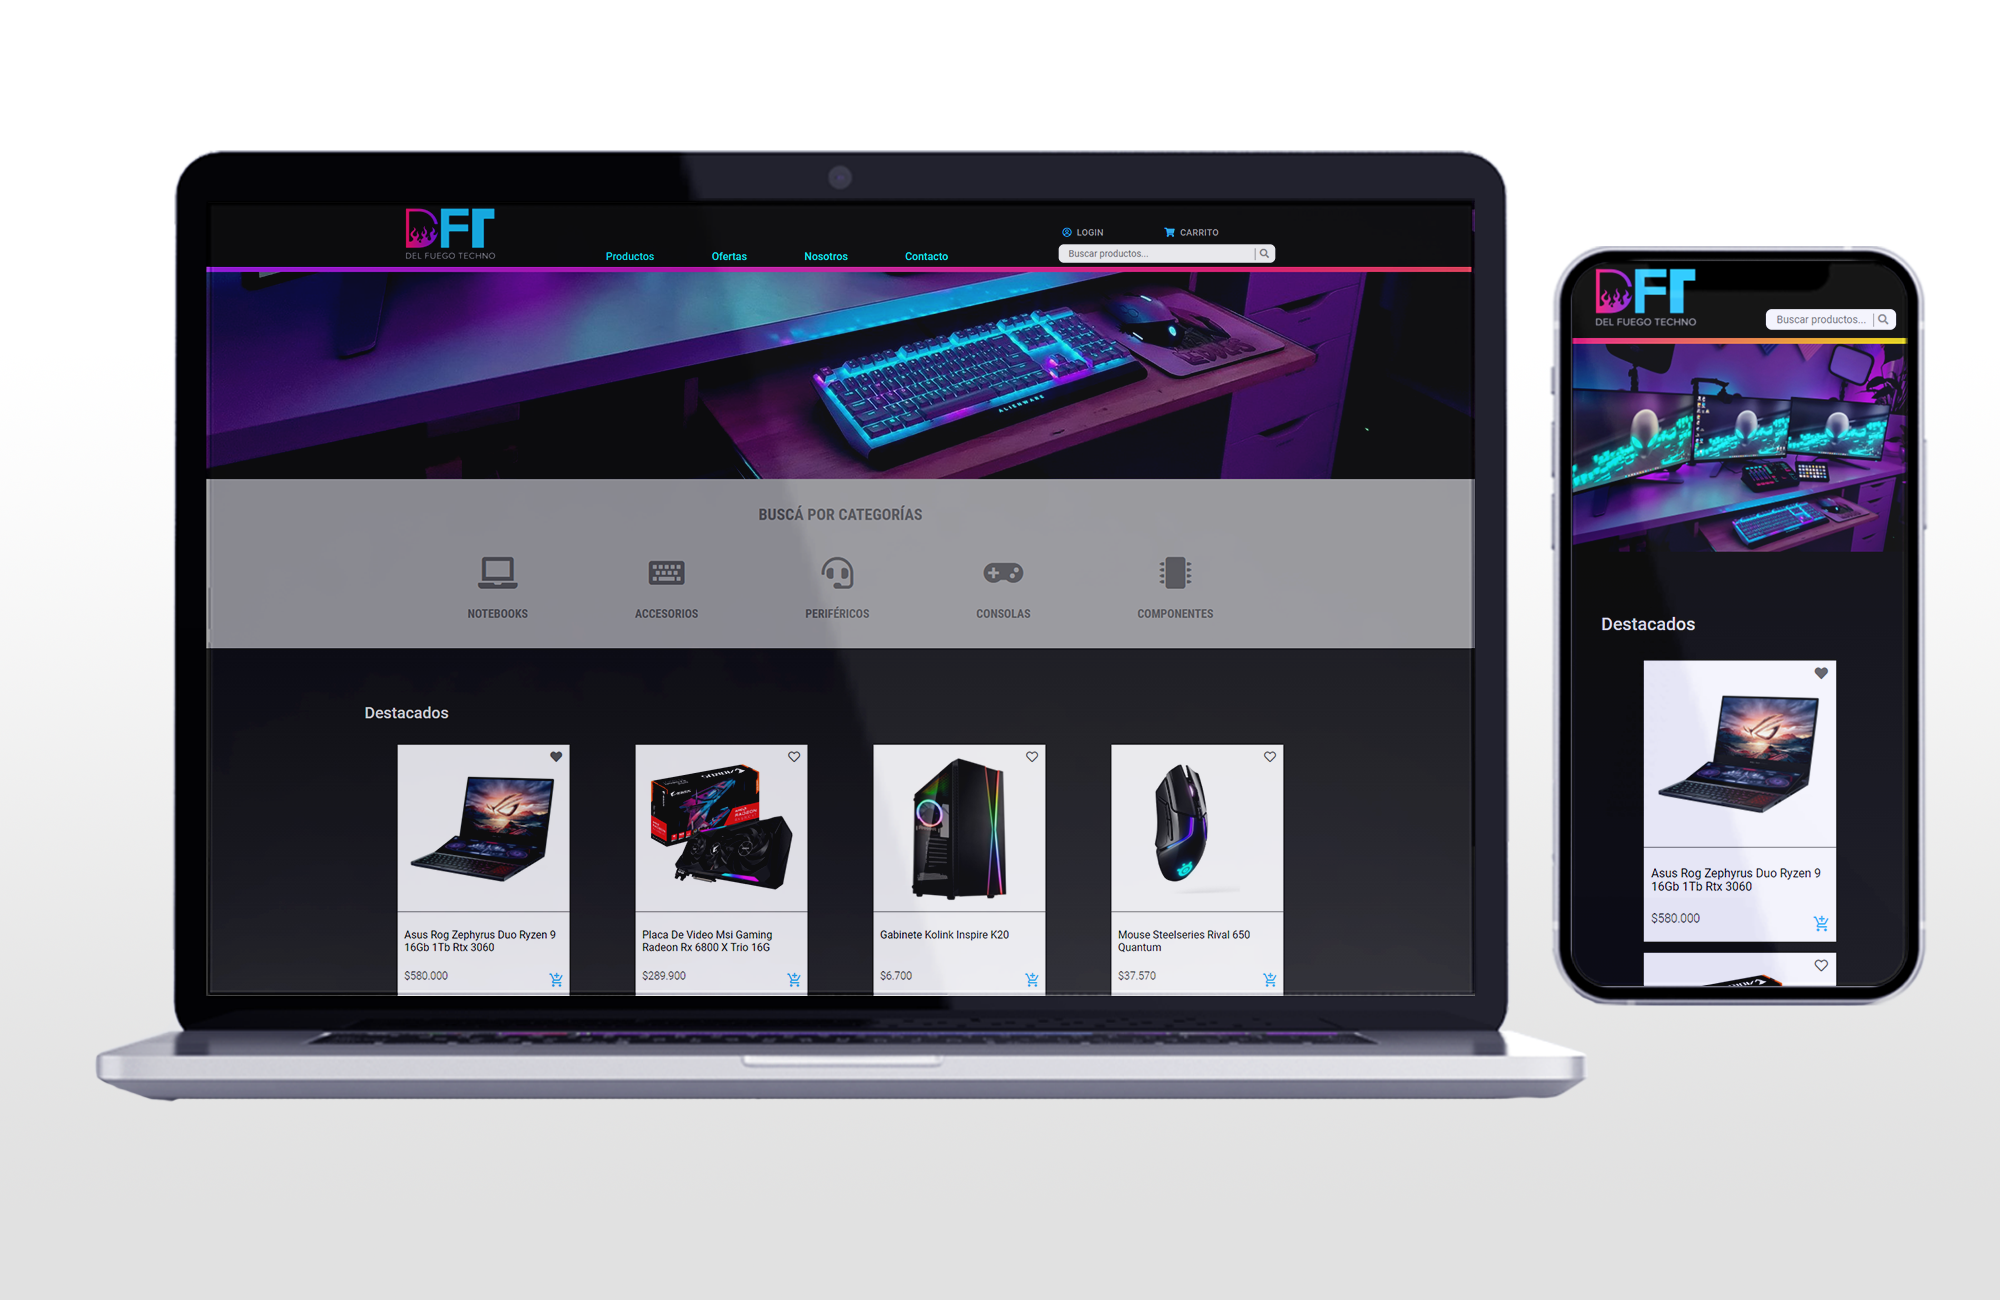 DFT
DEL FUEGO TECHNO
Productos
Ofertas
Nosotros
Contacto
LOGIN
CARRITO
Buscar productos...
ALIENWARE
BUSCÁ POR CATEGORÍAS
NOTEBOOKS
ACCESORIOS
PERIFÉRICOS
CONSOLAS
COMPONENTES
Destacados
Asus Rog Zephyrus Duo Ryzen 9
16Gb 1Tb Rtx 3060
$580.000
Placa De Video Msi Gaming
Radeon Rx 6800 X Trio 16G
$289.900
Gabinete Kolink Inspire K20
$6.700
Mouse Steelseries Rival 650
Quantum
$37.570
DFT
DEL FUEGO TECHNO
Buscar productos...
Destacados
Asus Rog Zephyrus Duo Ryzen 9
16Gb 1Tb Rtx 3060
$580.000